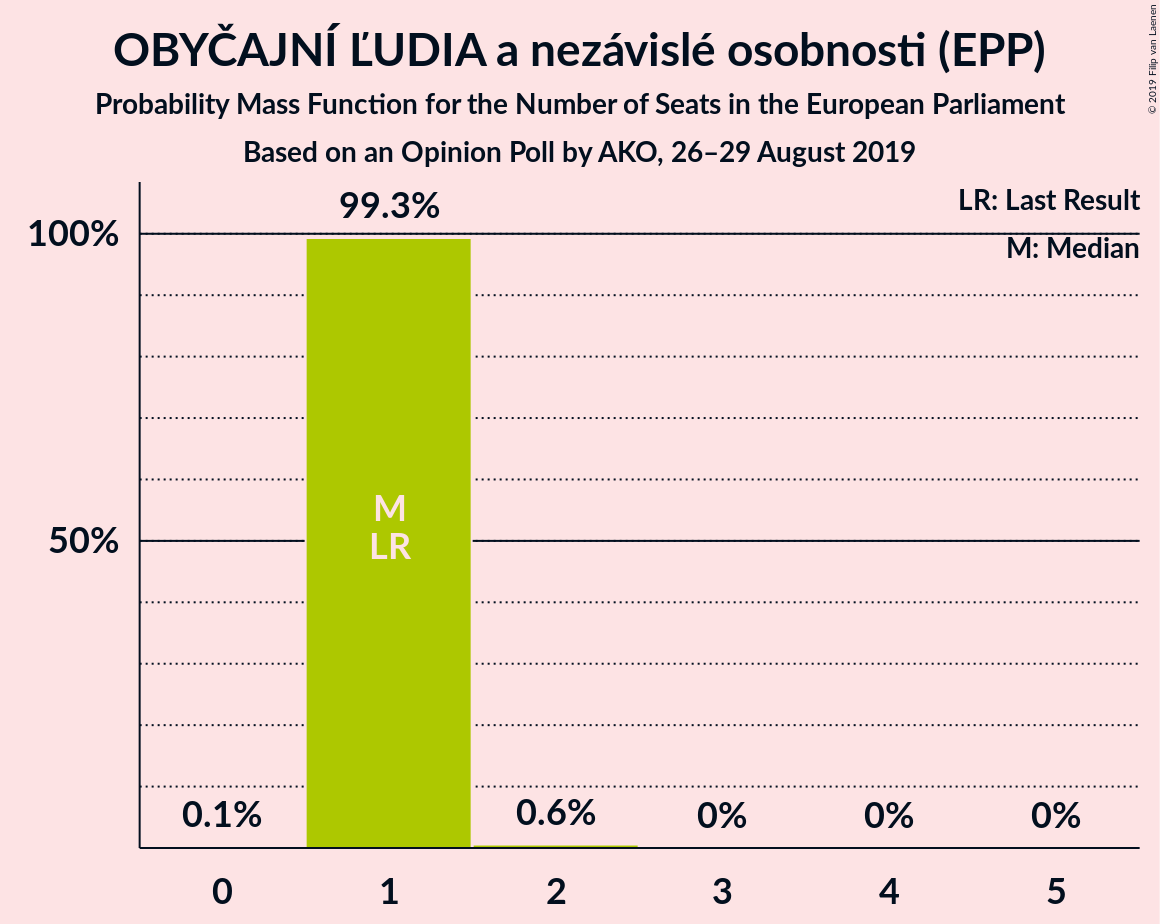 OBYČAJNÍ ĽUDIA a nezávislé osobnosti (EPP)
Probability Mass Function for the Number of Seats in the European Parliament
Based on an Opinion Poll by AKO, 26–29 August 2019
© 2019 Filip van Laenen
LR: Last Result
M: Median
99.3%
100%
M
LR
50%
0.1%
0.6%
0%
0%
0%
0
1
2
3
4
5